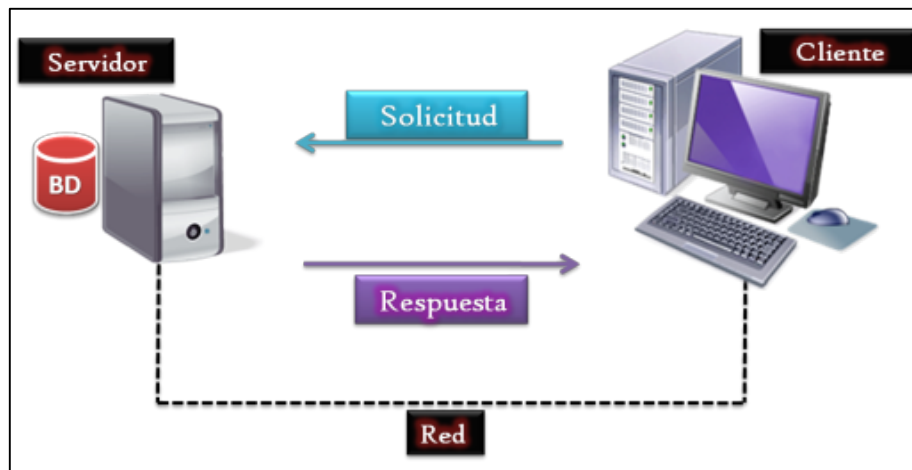 Servidor
Cliente
Solicitud
BD
Respuesta
Red